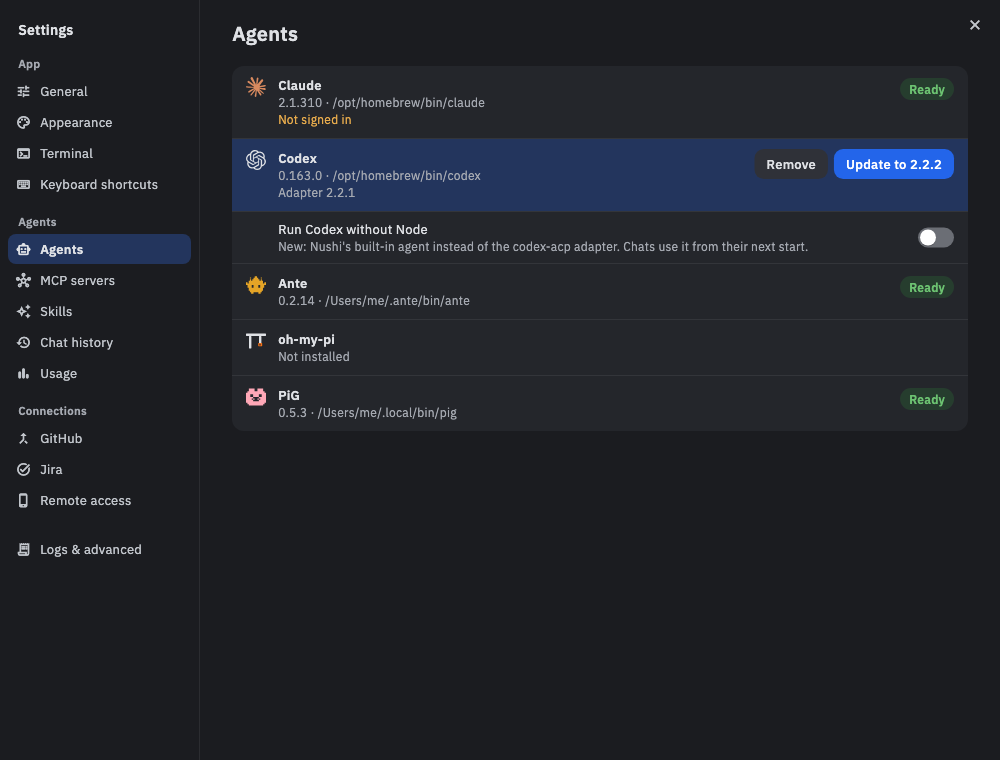 Settings
App
General
Appearance
Terminal
Keyboard shortcuts
Agents
Agents
MCP servers
Skills
Chat history
Usage
Connections
GitHub
Jira
Remote access
Logs & advanced
Agents
Claude
2.1.310 · /opt/homebrew/bin/claude
Not signed in
Ready
Codex
0.163.0 · /opt/homebrew/bin/codex
Adapter 2.2.1
Remove
Update to 2.2.2
Run Codex without Node
New: Nushi's built-in agent instead of the codex-acp adapter. Chats use it from their next start.
Ante
0.2.14 · /Users/me/.ante/bin/ante
Ready
oh-my-pi
Not installed
PiG
0.5.3 · /Users/me/.local/bin/pig
Ready